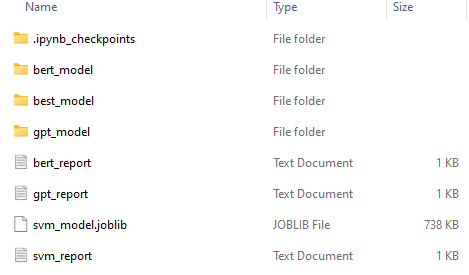 Name Type Size
.ipynb_checkpoints File folder
bert_model File folder
best_model File folder
gpt_model File folder
bert_report Text Document 1 KB
gpt_report Text Document 1 KB
svm_model.joblib JOBLIB File 738 KB
svm_report Text Document 1 KB